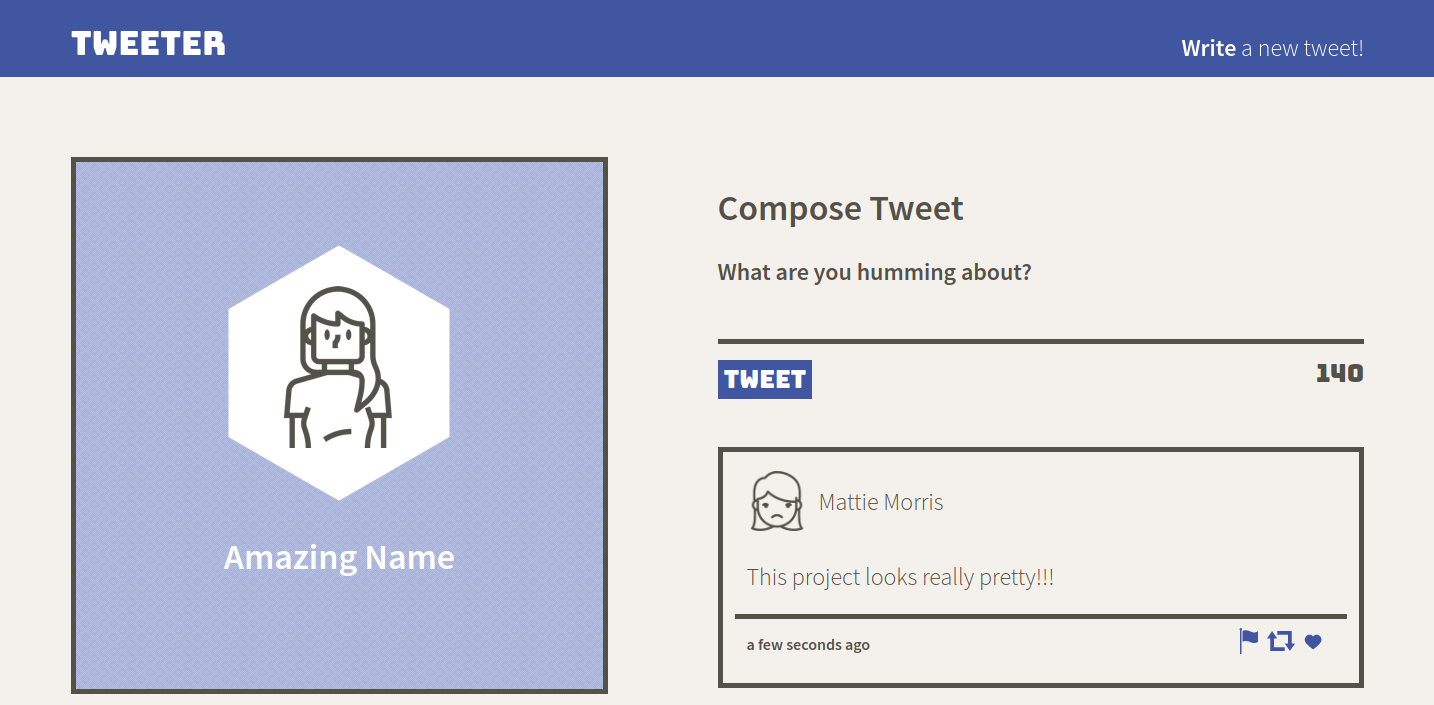 TWEETER
Write a new tweet!
Amazing Name
Compose Tweet
What are you humming about?
TWEET
140
Mattie Morris
This project looks really pretty!!!
a few seconds ago